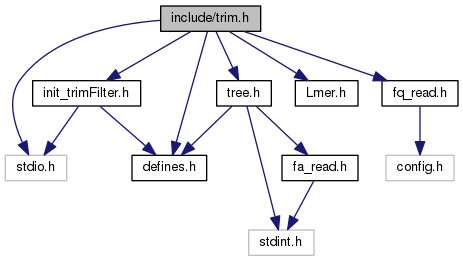 include/trim.h
init_trimFilter.h
tree.h
Lmer.h
fq_read.h
stdio.h
defines.h
fa_read.h
config.h
stdint.h